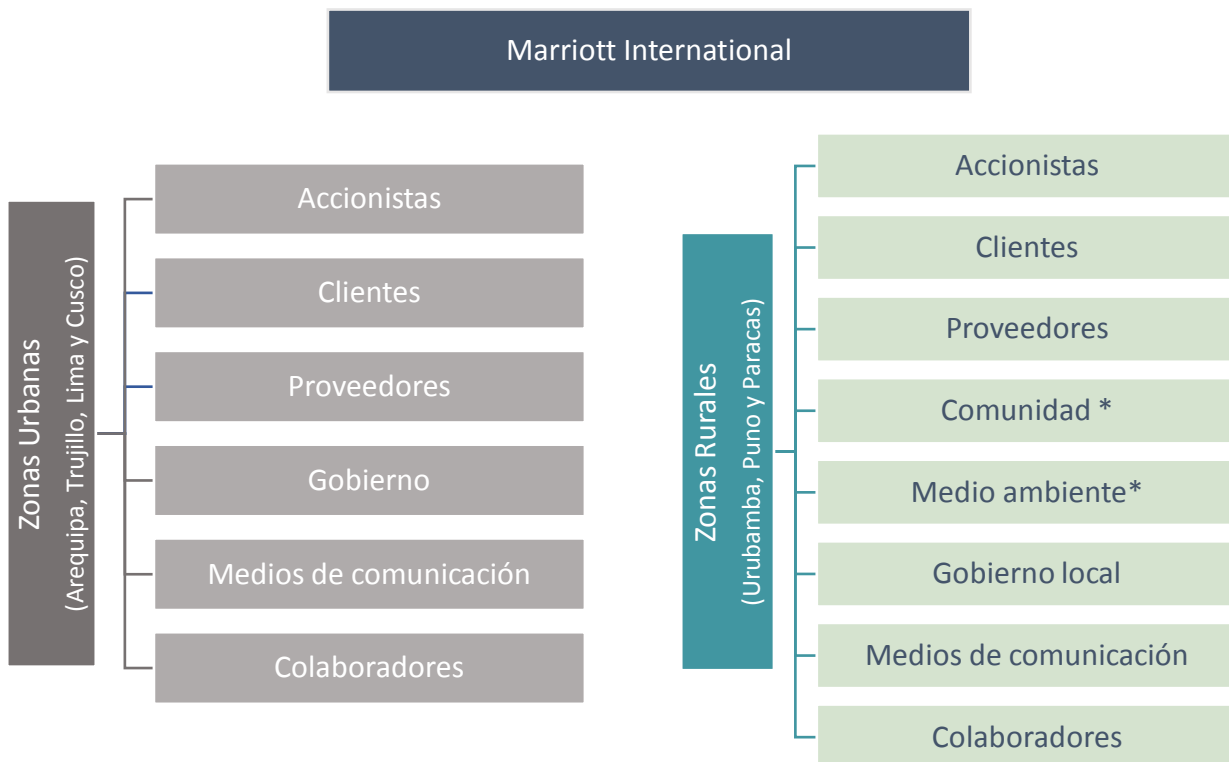 Marriott International
Zonas Urbanas
(Arequipa, Trujillo, Lima y Cusco)
Accionistas
Clientes
Proveedores
Gobierno
Medios de comunicación
Colaboradores
Zonas Rurales
(Urubamba, Puno y Paracas)
Accionistas
Clientes
Proveedores
Comunidad *
Medio ambiente*
Gobierno local
Medios de comunicación
Colaboradores